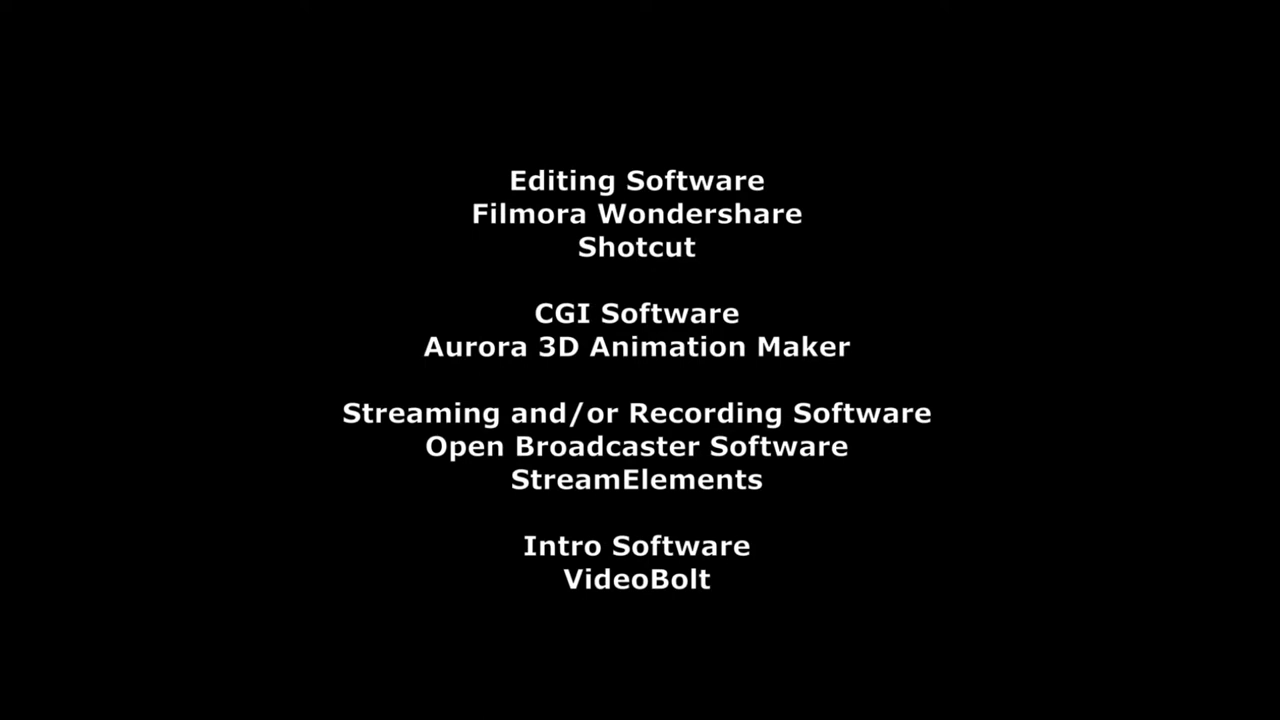 Editing Software
Filmora Wondershare
Shotcut
CGI Software
Aurora 3D Animation Maker
Streaming and/or Recording Software
Open Broadcaster Software
StreamElements
Intro Software
VideoBolt